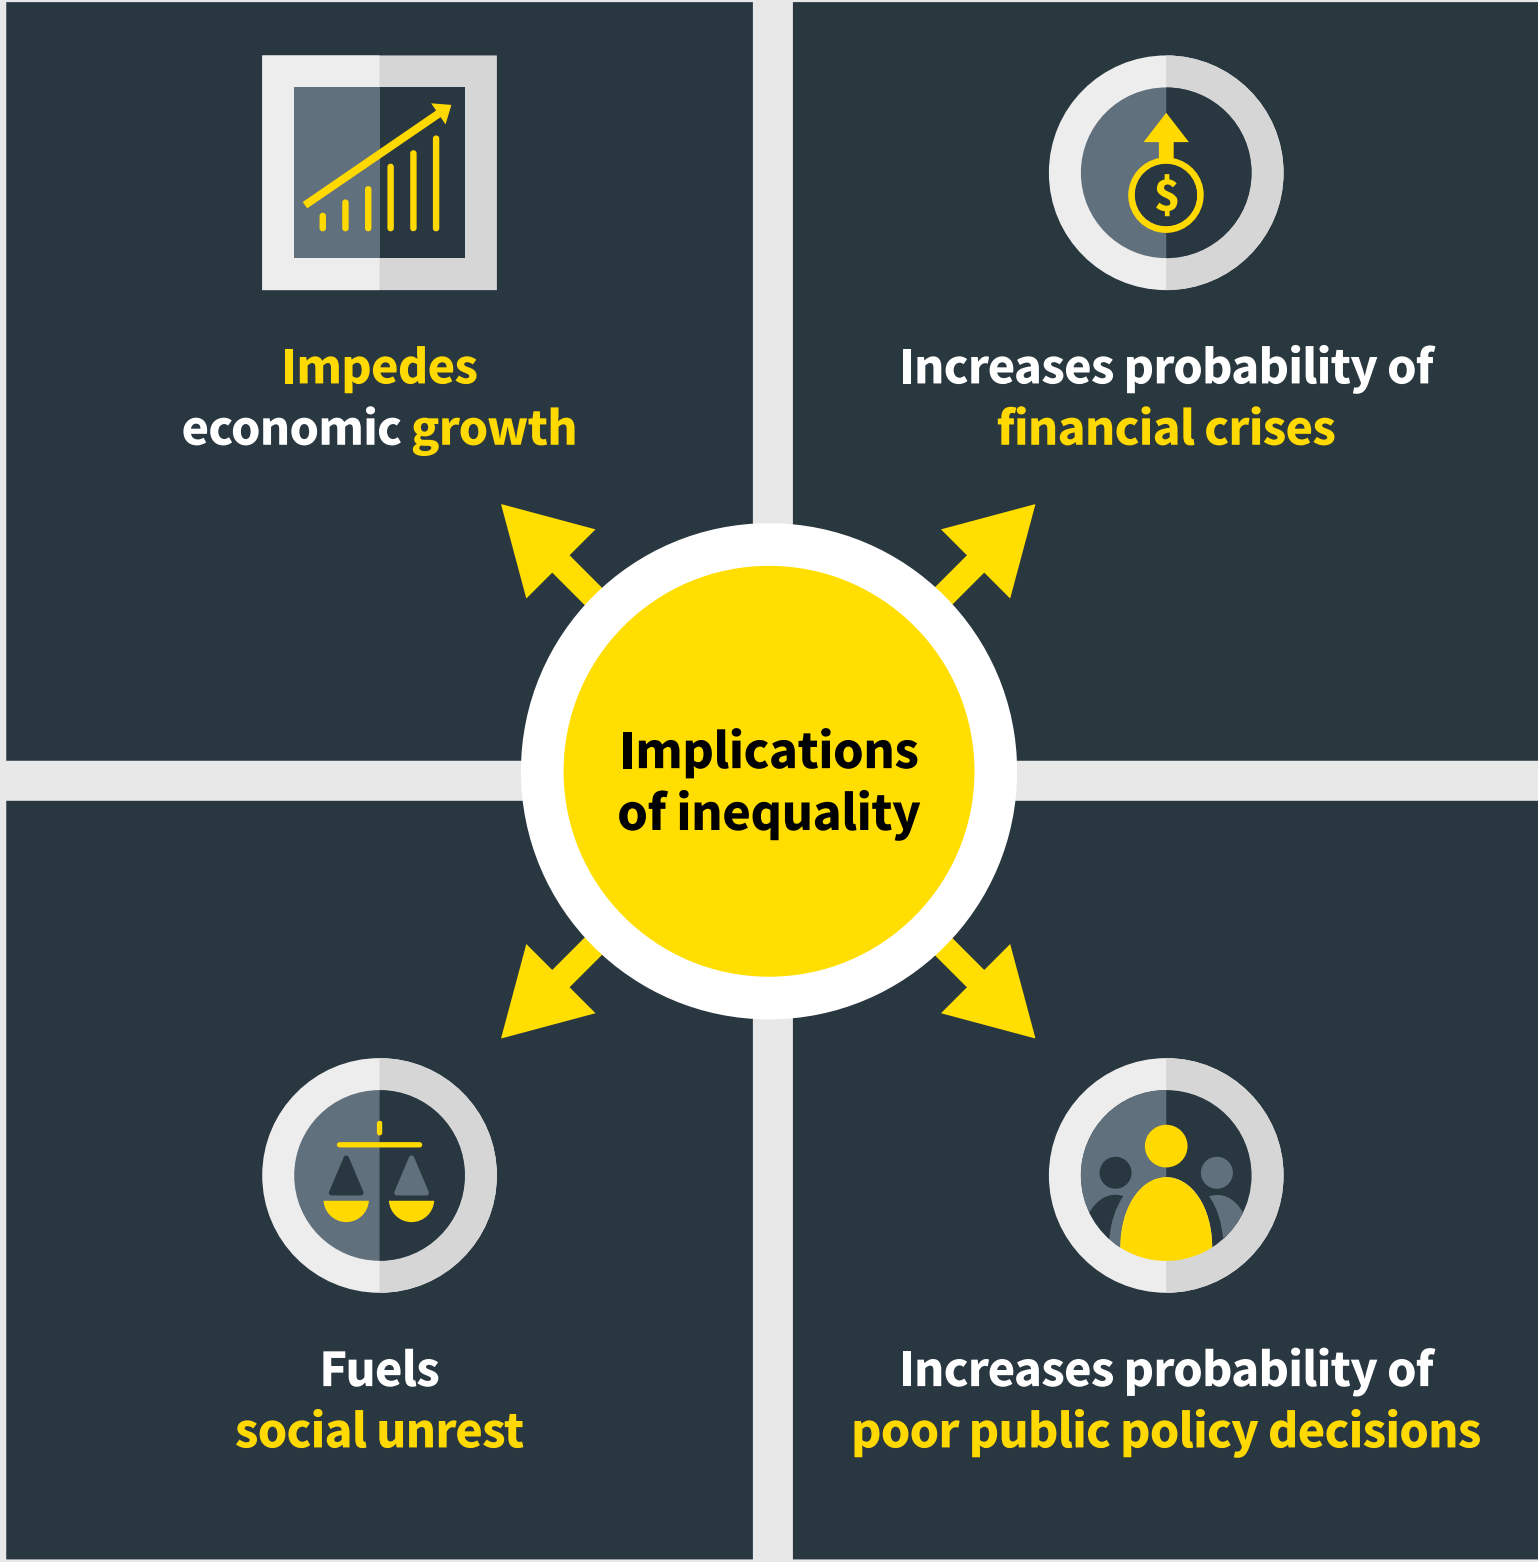 Impedes
economic growth
Increases probability of
financial crises
$
Implications
of inequality
Fuels
social unrest
Increases probability of
poor public policy decisions